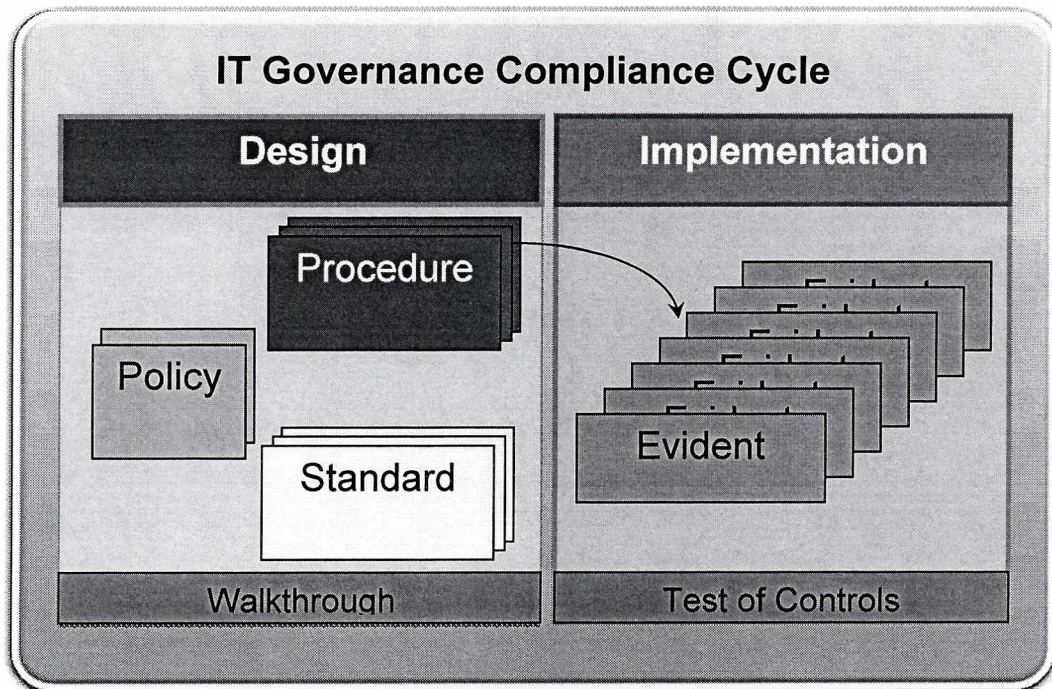 IT Governance Compliance Cycle
Design
Implementation
Procedure
Policy
Standard
Evident
Walkthrough
Test of Controls